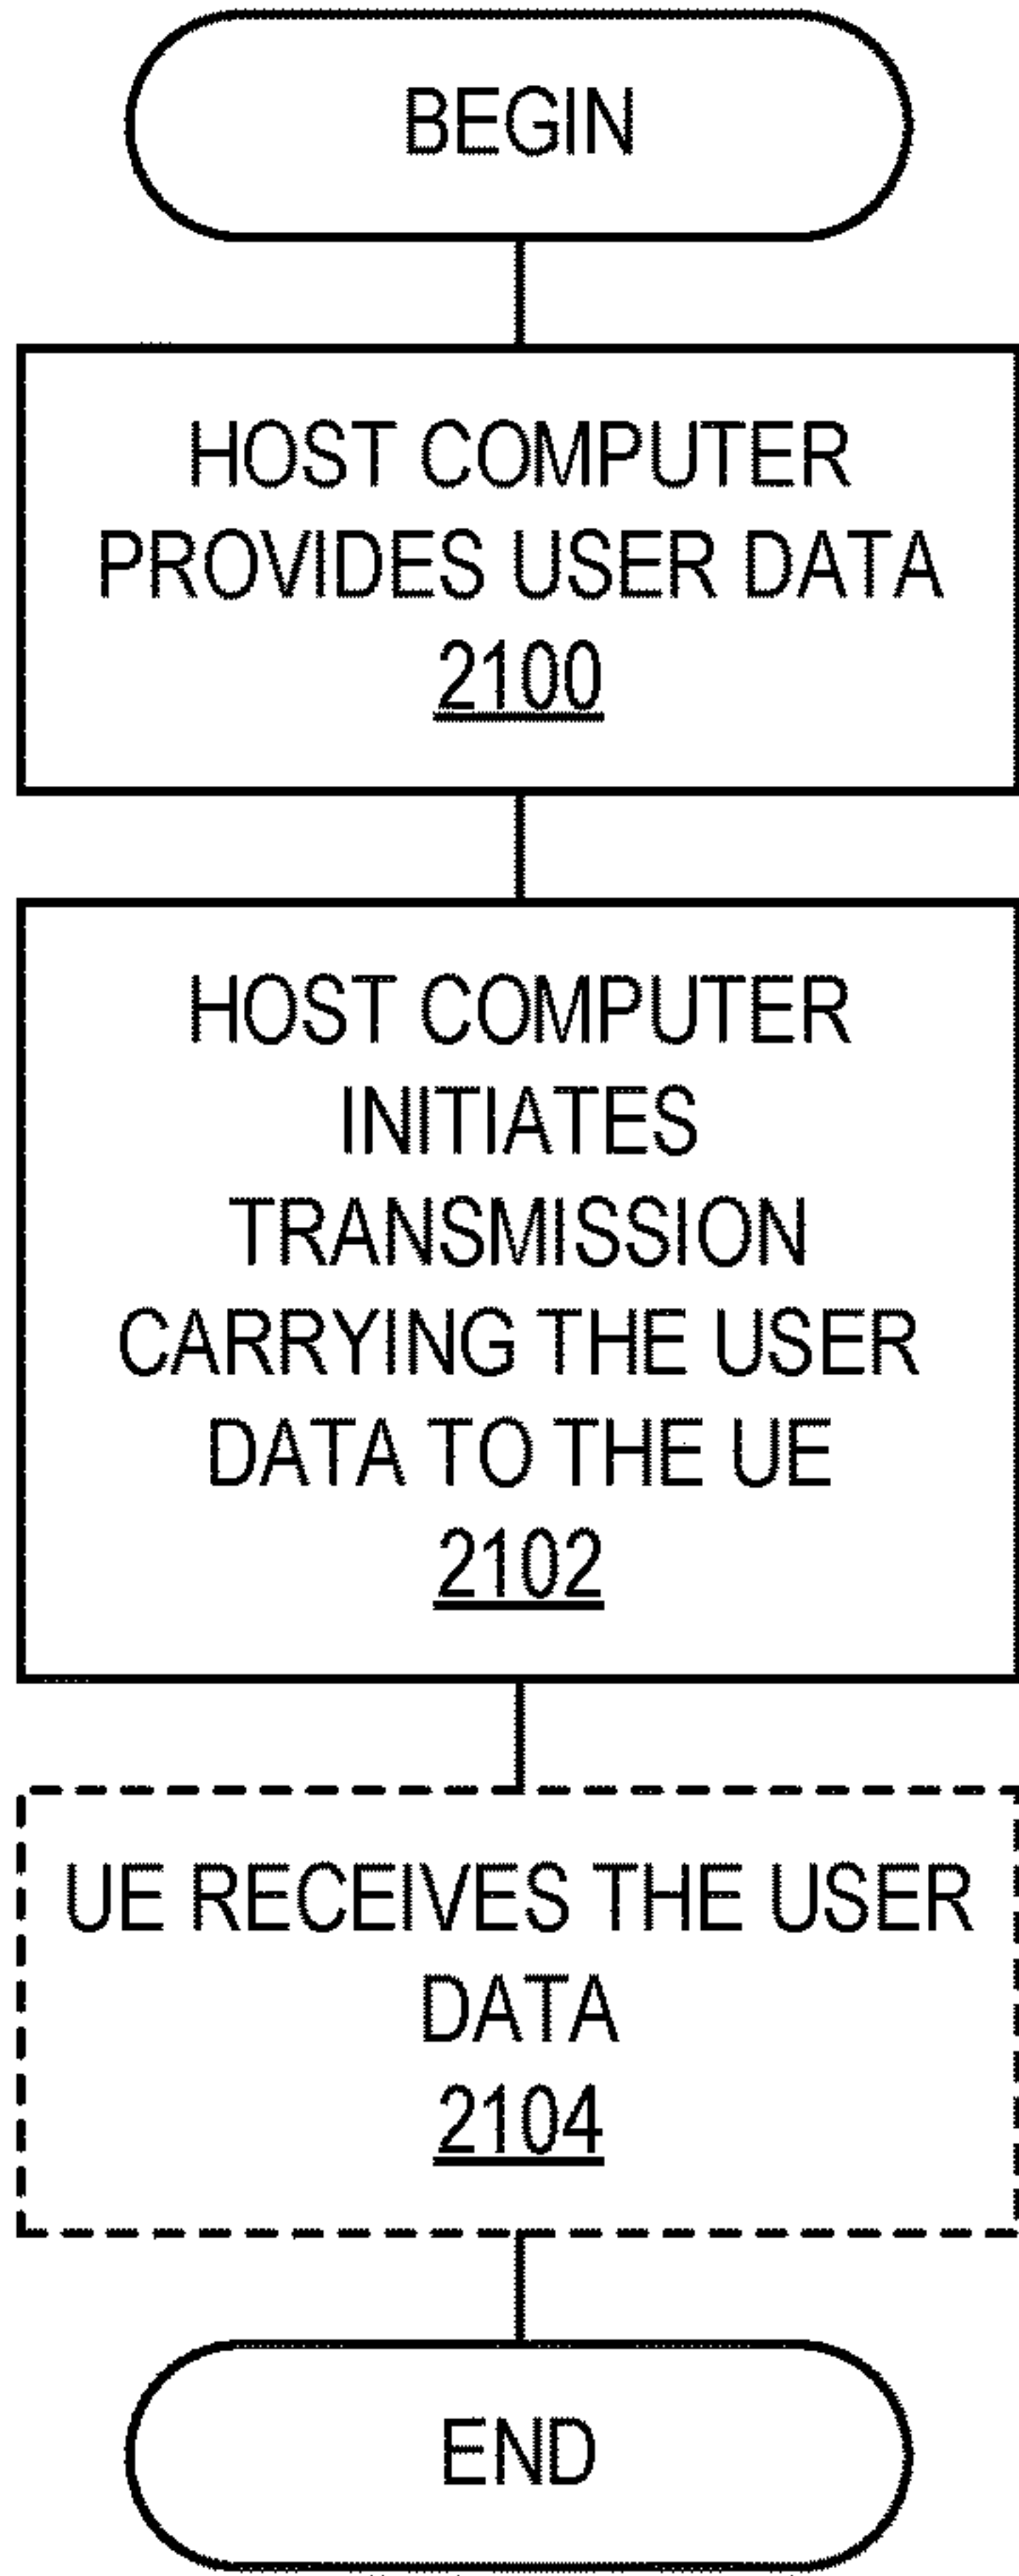 BEGIN
HOST COMPUTER
PROVIDES USER DATA
2100
HOST COMPUTER
INITIATES
TRANSMISSION
CARRYING THE USER
DATA TO THE UE
2102
UE RECEIVES THE USER
DATA
2104
END